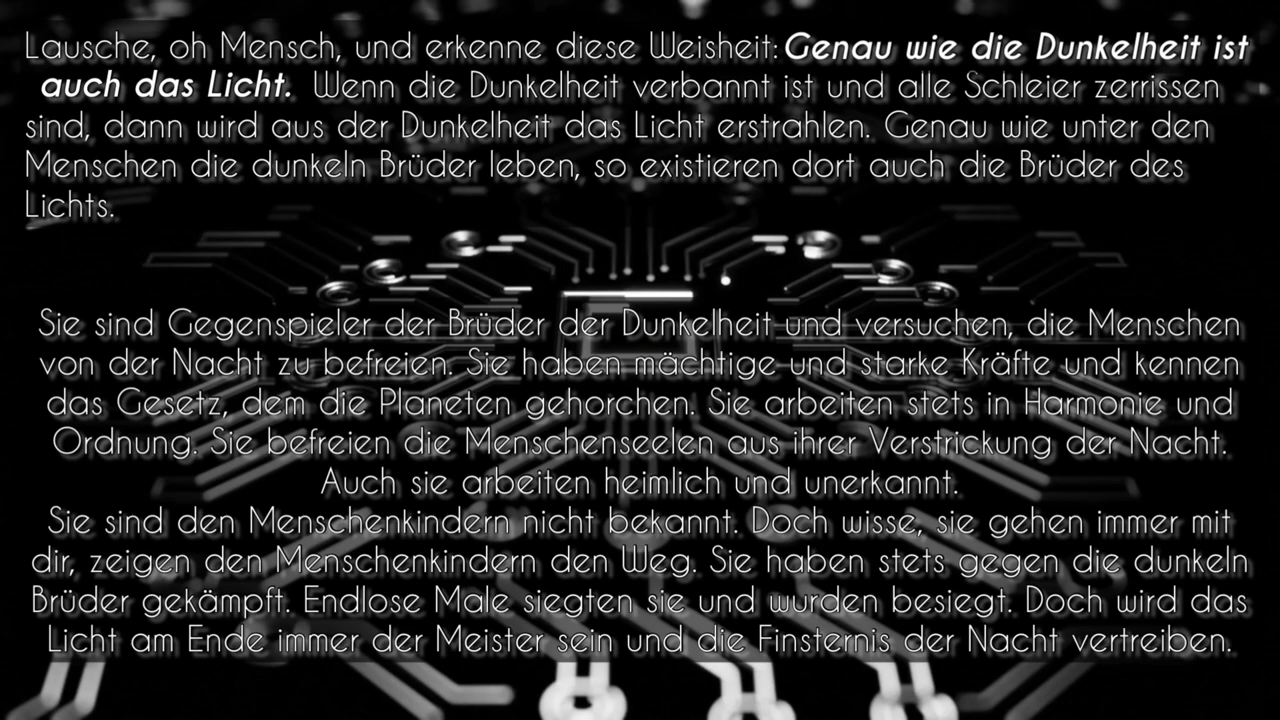 Lausche, oh Mensch, und erkenne diese Weisheit: Genau wie die Dunkelheit ist
auch das Licht. Wenn die Dunkelheit verbannt ist und alle Schleier zerrissen
sind, dann wird aus der Dunkelheit das Licht erstrahlen. Genau wie unter den
Menschen die dunkeln Brüder leben, so existieren dort auch die Brüder des
Lichts.
Sie sind Gegenspieler der Brüder der Dunkelheit und versuchen, die Menschen
von der Nacht zu befreien. Sie haben mächtige und starke Kräfte und kennen
das Gesetz, dem die Planeten gehorchen. Sie arbeiten stets in Harmonie und
Ordnung. Sie befreien die Menschenseelen aus ihrer Verstrickung der Nacht.
Auch sie arbeiten heimlich und unerkannt.
Sie sind den Menschenkindern nicht bekannt. Doch wisse, sie gehen immer mit
dir, zeigen den Menschenkindern den Weg. Sie haben stets gegen die dunkeln
Brüder gekämpft. Endlose Male siegten sie und wurden besiegt. Doch wird das
Licht am Ende immer der Meister sein und die Finsternis der Nacht vertreiben.